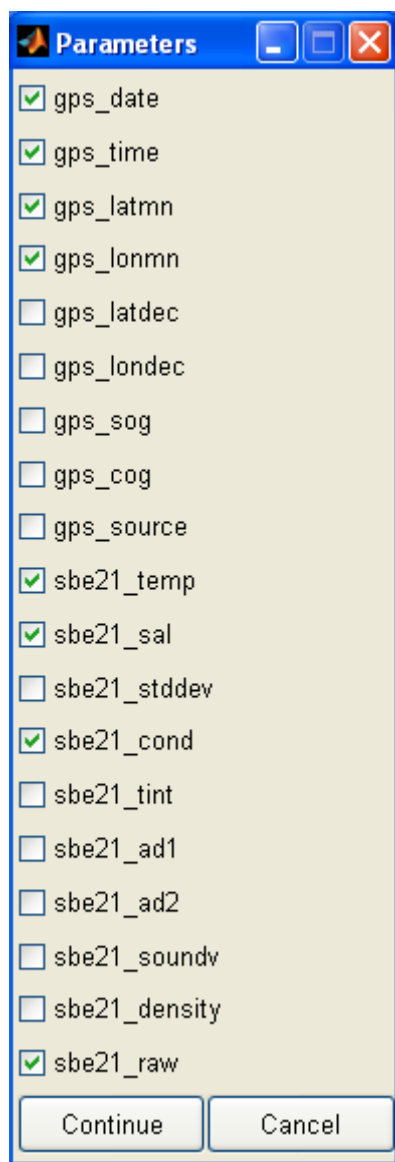 Parameters
gps_date
gps_time
gps_latmn
gps_lonmn
gps_latdec
gps_londec
gps_sog
gps_cog
gps_source
sbe21_temp
sbe21_sal
sbe21_stddev
sbe21_cond
sbe21_tint
sbe21_ad1
sbe21_ad2
sbe21_soundv
sbe21_density
sbe21_raw
Continue Cancel